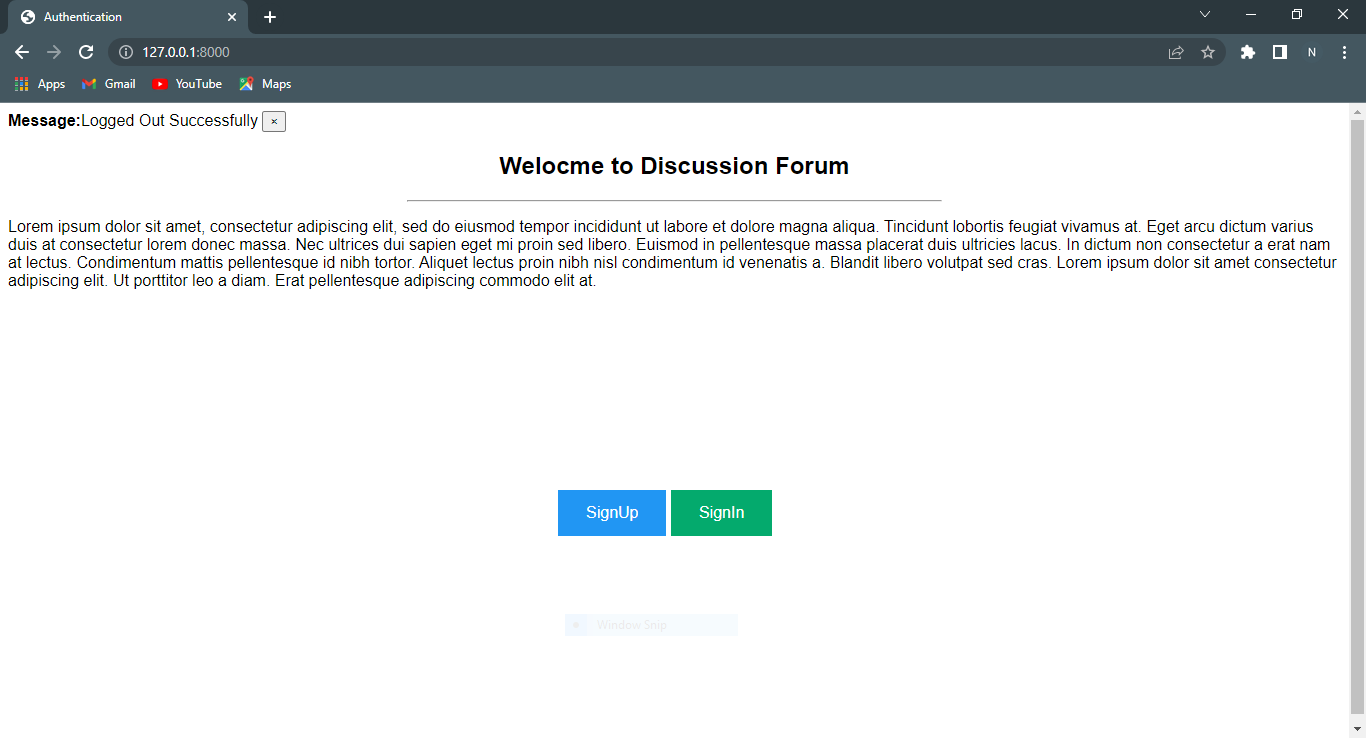 Authentication
127.0.0.1:8000
N
Apps Gmail YouTube Maps
Message:Logged Out Successfully ×
Welocme to Discussion Forum
Lorem ipsum dolor sit amet, consectetur adipiscing elit, sed do eiusmod tempor incididunt ut labore et dolore magna aliqua. Tincidunt lobortis feugiat vivamus at. Eget arcu dictum varius
duis at consectetur lorem donec massa. Nec ultrices dui sapien eget mi proin sed libero. Euismod in pellentesque massa placerat duis ultricies lacus. In dictum non consectetur a erat nam
at lectus. Condimentum mattis pellentesque id nibh tortor. Aliquet lectus proin nibh nisl condimentum id venenatis a. Blandit libero volutpat sed cras. Lorem ipsum dolor sit amet consectetur
adipiscing elit. Ut porttitor leo a diam. Erat pellentesque adipiscing commodo elit at.
SignUp SignIn
Window Snip